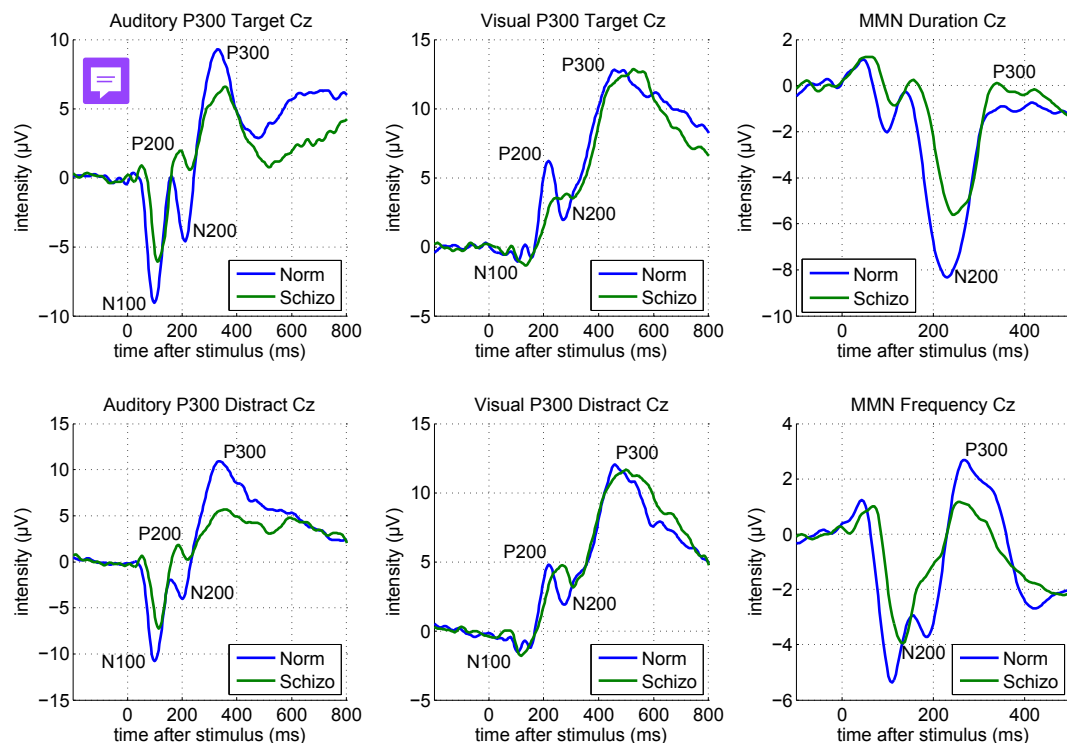 Auditory P300 Target Cz
intensity (µV)
10
5
0
−5
−10
P300
P200
N200
N100
Norm
Schizo
0 200 400 600 800
time after stimulus (ms)
Visual P300 Target Cz
intensity (µV)
15
10
5
0
−5
P300
P200
N200
N100
Norm
Schizo
0 200 400 600 800
time after stimulus (ms)
MMN Duration Cz
intensity (µV)
2
0
−2
−4
−6
−8
−10
P300
N200
Norm
Schizo
0 200 400
time after stimulus (ms)
Auditory P300 Distract Cz
intensity (µV)
15
10
5
0
−5
−10
−15
P300
P200
N200
N100
Norm
Schizo
0 200 400 600 800
time after stimulus (ms)
Visual P300 Distract Cz
intensity (µV)
15
10
5
0
−5
P300
P200
N200
N100
Norm
Schizo
0 200 400 600 800
time after stimulus (ms)
MMN Frequency Cz
intensity (µV)
4
2
0
−2
−4
−6
P300
N200
Norm
Schizo
0 200 400
time after stimulus (ms)